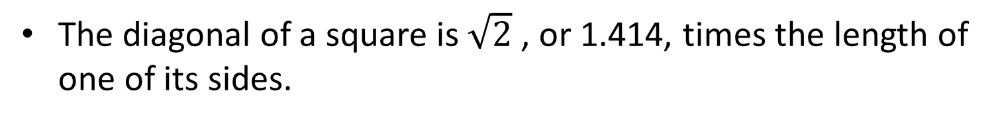 • The diagonal of a square is √2 , or 1.414, times the length of
one of its sides.